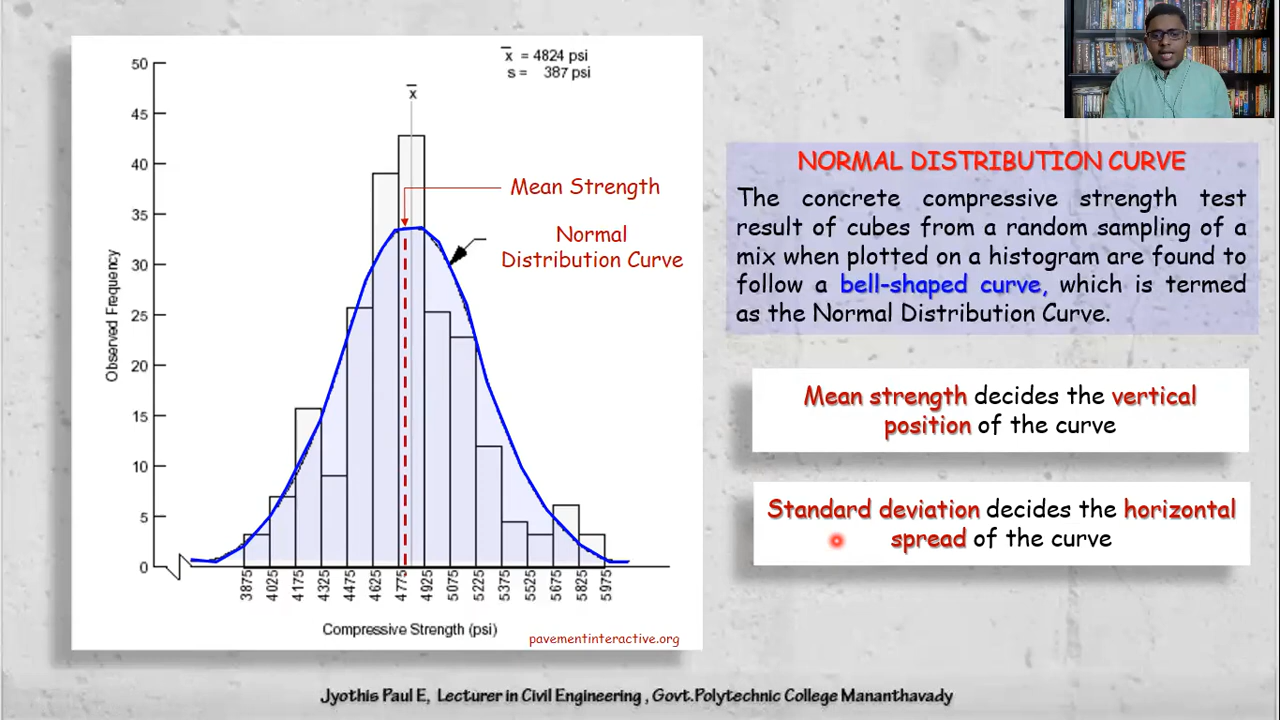 x̄ = 4824 psi
s = 387 psi
50
45
40
35
30
25
20
15
10
5
0
Observed Frequency
x̄
Mean Strength
Normal
Distribution Curve
3875
4025
4175
4325
4475
4625
4775
4925
5075
5225
5375
5525
5675
5825
5975
Compressive Strength (psi)
pavementinteractive.org
NORMAL DISTRIBUTION CURVE
The concrete compressive strength test
result of cubes from a random sampling of a
mix when plotted on a histogram are found to
follow a bell-shaped curve, which is termed
as the Normal Distribution Curve.
Mean strength decides the vertical
position of the curve
Standard deviation decides the horizontal
spread of the curve
Jyothis Paul E, Lecturer in Civil Engineering , Govt.Polytechnic College Mananthavady